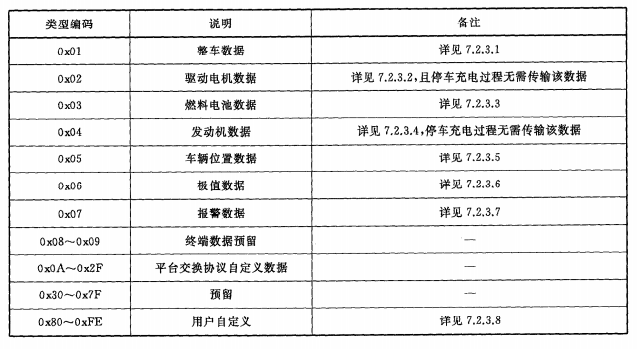 类型编码 说明 备注
0x01 整车数据 详见 7.2.3.1
0x02 驱动电机数据 详见 7.2.3.2,且停车充电过程无需传输该数据
0x03 燃料电池数据 详见 7.2.3.3
0x04 发动机数据 详见 7.2.3.4,停车充电过程无需传输该数据
0x05 车辆位置数据 详见 7.2.3.5
0x06 极值数据 详见 7.2.3.6
0x07 报警数据 详见 7.2.3.7
0x08～0x09 终端数据预留 —
0x0A～0x2F 平台交换协议自定义数据 —
0x30～0x7F 预留 —
0x80～0xFE 用户自定义 详见 7.2.3.8